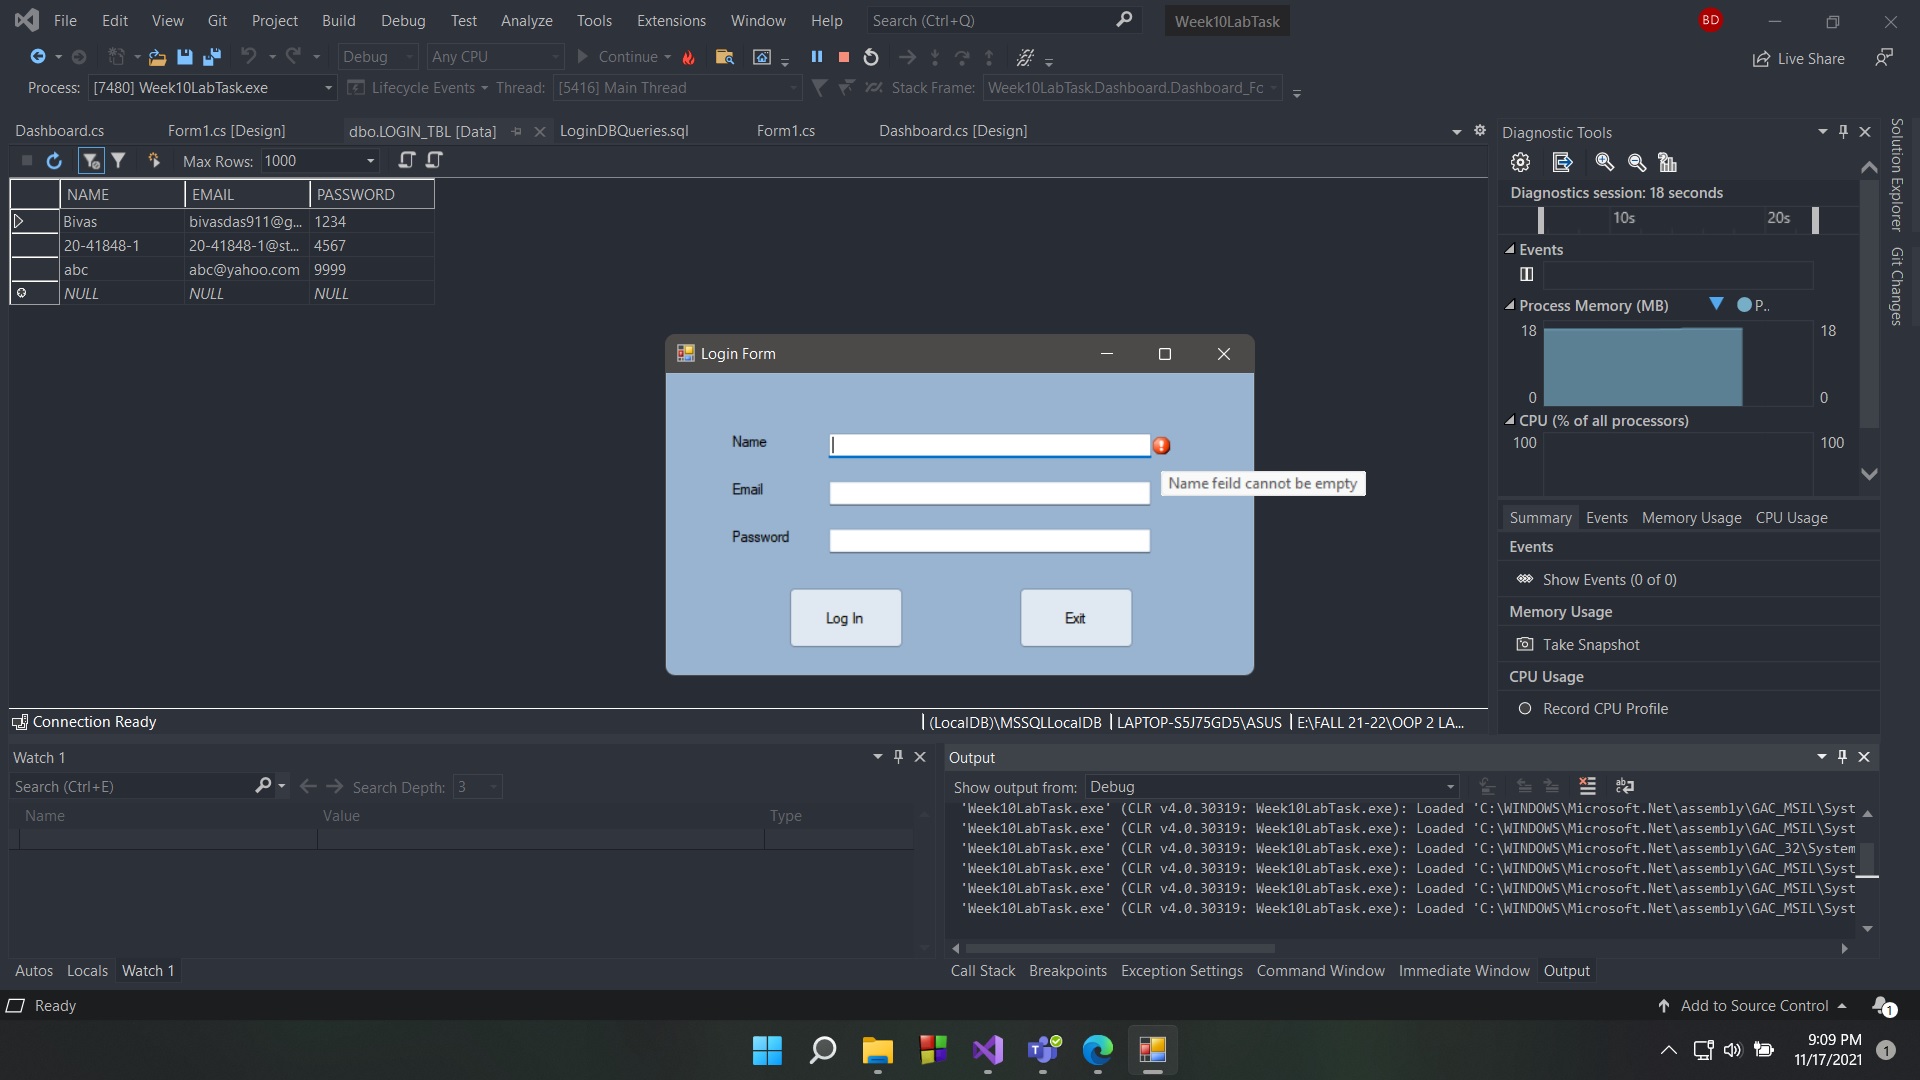 File Edit View Git Project Build Debug Test Analyze Tools Extensions Window Help Search (Ctrl+Q) Week10LabTask BD
Debug Any CPU Continue Live Share
Process: [7480] Week10LabTask.exe Lifecycle Events Thread: [5416] Main Thread Stack Frame: Week10LabTask.Dashboard.Dashboard_Fc
Dashboard.cs Form1.cs [Design] dbo.LOGIN_TBL [Data] LoginDBQueries.sql Form1.cs Dashboard.cs [Design]
Max Rows: 1000
NAME EMAIL PASSWORD
Bivas bivasdas911@g... 1234
20-41848-1 20-41848-1@st... 4567
abc abc@yahoo.com 9999
NULL NULL NULL
Login Form
Name
Name feild cannot be empty
Email
Password
Log In Exit
Connection Ready (LocalDB)\MSSQLLocalDB LAPTOP-S5J75GD5\ASUS E:\FALL 21-22\OOP 2 LA...
Diagnostic Tools
Diagnostics session: 18 seconds
10s 20s
Events
Process Memory (MB) P..
18 18
0 0
CPU (% of all processors)
100 100
Summary Events Memory Usage CPU Usage
Events
Show Events (0 of 0)
Memory Usage
Take Snapshot
CPU Usage
Record CPU Profile
Solution Explorer
Git Changes
Watch 1
Search (Ctrl+E) Search Depth: 3
Name Value Type
Autos Locals Watch 1
Output
Show output from: Debug
'Week10LabTask.exe' (CLR v4.0.30319: Week10LabTask.exe): Loaded 'C:\WINDOWS\Microsoft.Net\assembly\GAC_MSIL\Syst
'Week10LabTask.exe' (CLR v4.0.30319: Week10LabTask.exe): Loaded 'C:\WINDOWS\Microsoft.Net\assembly\GAC_MSIL\Syst
'Week10LabTask.exe' (CLR v4.0.30319: Week10LabTask.exe): Loaded 'C:\WINDOWS\Microsoft.Net\assembly\GAC_32\System
'Week10LabTask.exe' (CLR v4.0.30319: Week10LabTask.exe): Loaded 'C:\WINDOWS\Microsoft.Net\assembly\GAC_MSIL\Syst
'Week10LabTask.exe' (CLR v4.0.30319: Week10LabTask.exe): Loaded 'C:\WINDOWS\Microsoft.Net\assembly\GAC_MSIL\Syst
'Week10LabTask.exe' (CLR v4.0.30319: Week10LabTask.exe): Loaded 'C:\WINDOWS\Microsoft.Net\assembly\GAC_MSIL\Syst
Call Stack Breakpoints Exception Settings Command Window Immediate Window Output
Ready Add to Source Control 1
9:09 PM
11/17/2021 1